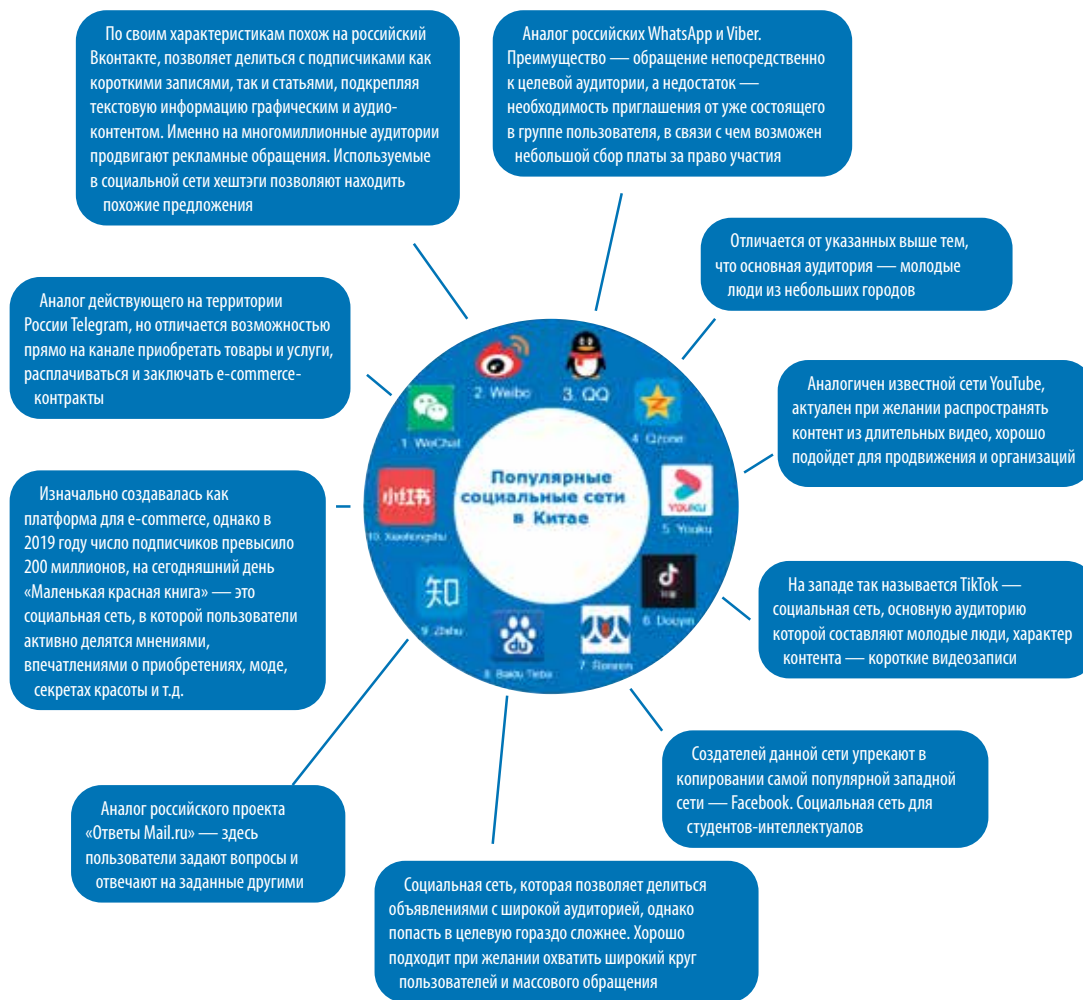 По своим характеристикам похож на российский
Вконтакте, позволяет делиться с подписчиками как
короткими записями, так и статьями, подкрепляя
текстовую информацию графическим и аудио-
контентом. Именно на многомиллионные аудитории
продвигают рекламные обращения. Используемые
в социальной сети хештэги позволяют находить
похожие предложения
Аналог российских WhatsApp и Viber.
Преимущество — обращение непосредственно
к целевой аудитории, а недостаток —
необходимость приглашения от уже состоящего
в группе пользователя, в связи с чем возможен
небольшой сбор платы за право участия
Отличается от указанных выше тем,
что основная аудитория — молодые
люди из небольших городов
Аналог действующего на территории
России Telegram, но отличается возможностью
прямо на канале приобретать товары и услуги,
расплачиваться и заключать e-commerce-
контракты
Аналогичен известной сети YouTube,
актуален при желании распространять
контент из длительных видео, хорошо
подойдет для продвижения и организаций
Изначально создавалась как
платформа для e-commerce, однако в
2019 году число подписчиков превысило
200 миллионов, на сегодняшний день
«Маленькая красная книга» — это
социальная сеть, в которой пользователи
активно делятся мнениями,
впечатлениями о приобретениях, моде,
секретах красоты и т.д.
На западе так называется TikTok —
социальная сеть, основную аудиторию
которой составляют молодые люди, характер
контента — короткие видеозаписи
Создателей данной сети упрекают в
копировании самой популярной западной
сети — Facebook. Социальная сеть для
студентов-интеллектуалов
Аналог российского проекта
«Ответы Mail.ru» — здесь
пользователи задают вопросы и
отвечают на заданные другими
Социальная сеть, которая позволяет делиться
объявлениями с широкой аудиторией, однако
попасть в целевую гораздо сложнее. Хорошо
подходит при желании охватить широкий круг
пользователей и массового обращения
Популярные
социальные сети
в Китае
1. WeChat
2. Weibo
3. QQ
4. Qzone
YOUKU
5. Youku
6. Douyin
7. Renren
du
8. Baidu Tieba
知
9. Zhihu
小红书